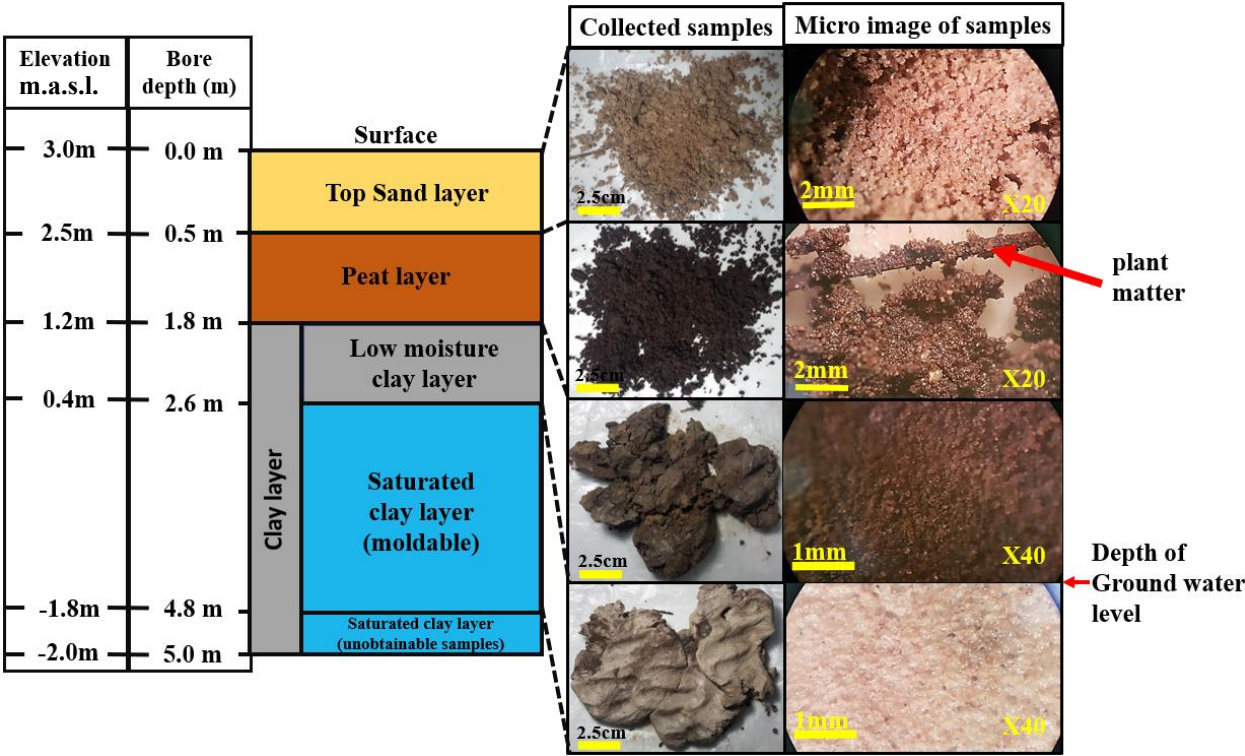 Collected samples
Micro image of samples
Elevation
m.a.s.l.
Bore
depth (m)
Surface
3.0m
0.0 m
Top Sand layer
2.5cm
2mm
X20
2.5m
0.5 m
Peat layer
plant
matter
2.5cm
2mm
X20
1.2m
1.8 m
Low moisture
clay layer
0.4m
2.6 m
Clay layer
Saturated
clay layer
(moldable)
2.5cm
1mm
X40
Depth of
Ground water
level
-1.8m
4.8 m
Saturated clay layer
(unobtainable samples)
-2.0m
5.0 m
2.5cm
1mm
X40